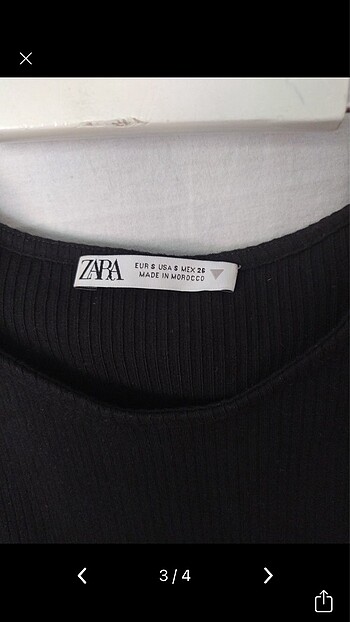 ZARA
EUR S USA S MEX 26
MADE IN MOROCCO
3 / 4